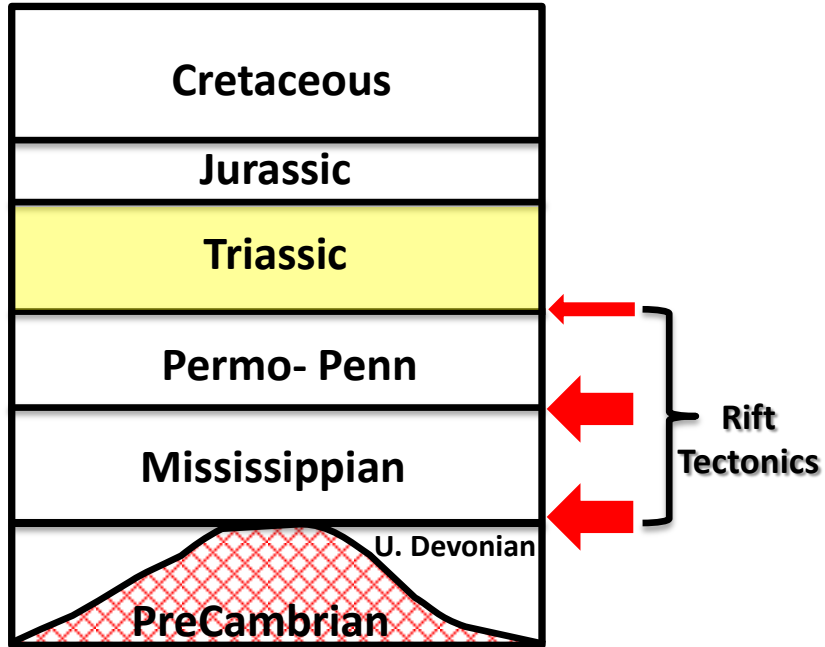 Cretaceous
Jurassic
Triassic
Permo- Penn
Mississippian
Rift
Tectonics
U. Devonian
PreCambrian